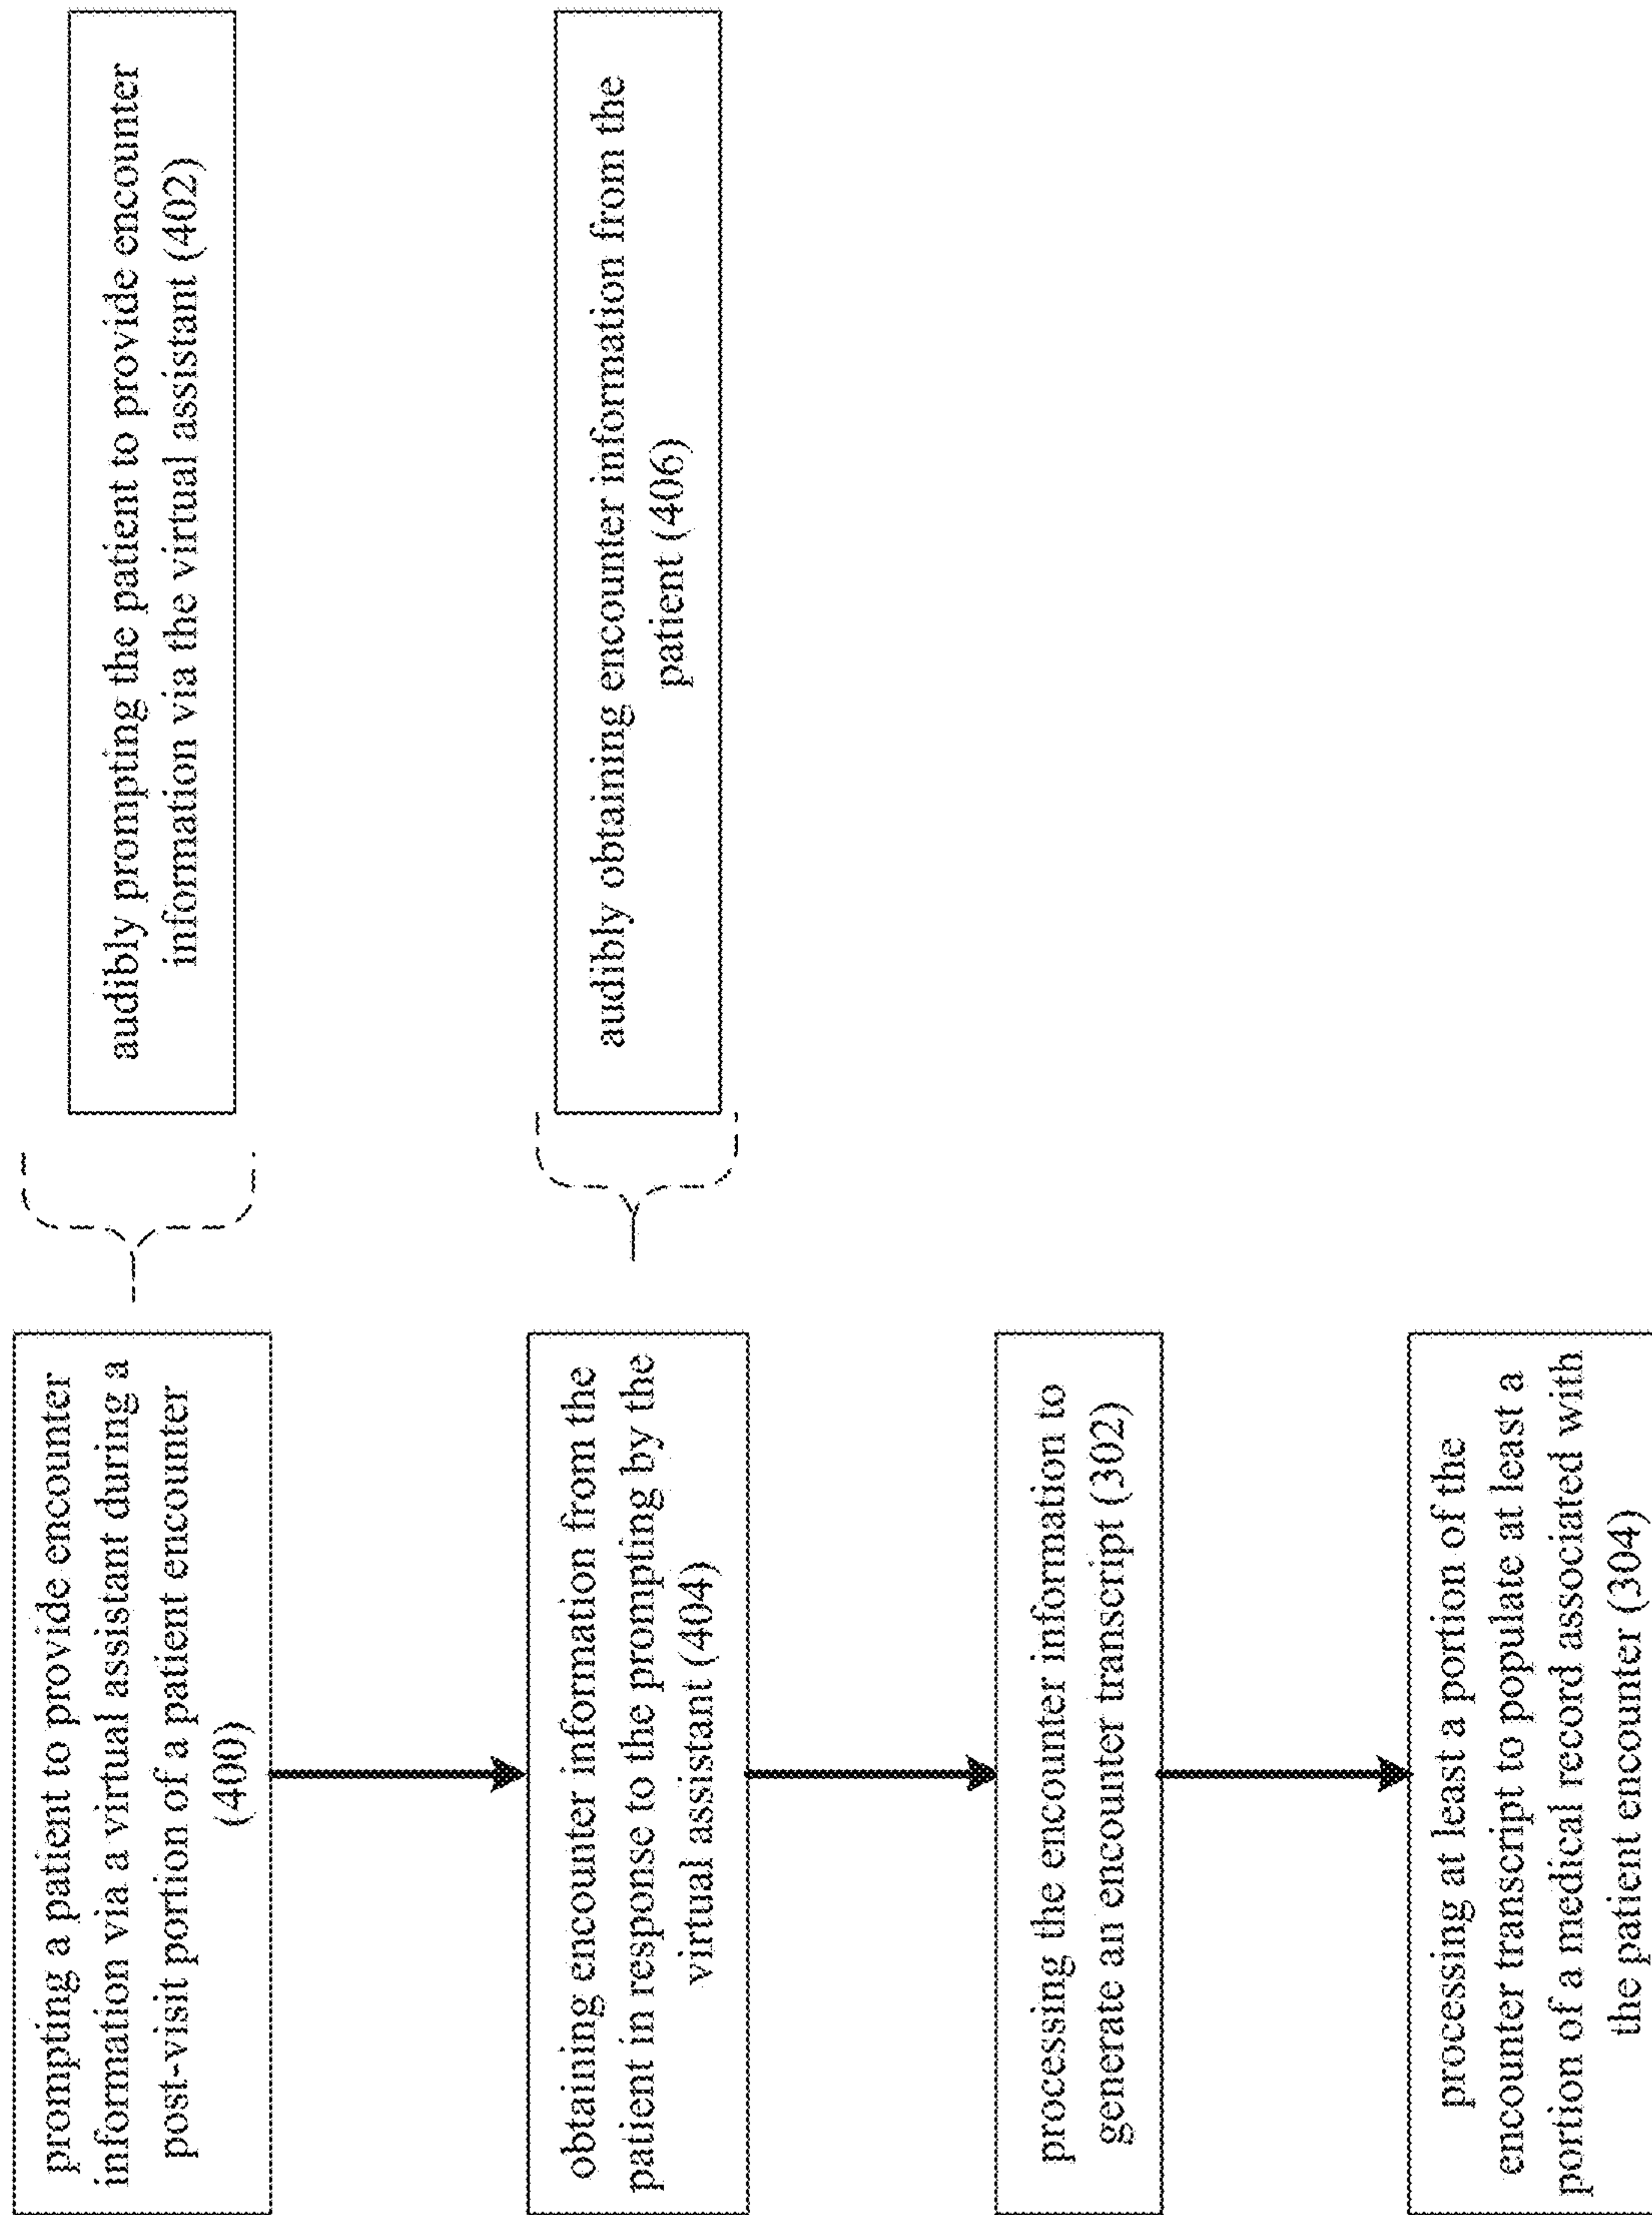 prompting a patient to provide encounter
information via a virtual assistant during a
post-visit portion of a patient encounter
(400)
audibly prompting the patient to provide encounter
information via the virtual assistant (402)
obtaining encounter information from the
patient in response to the prompting by the
virtual assistant (404)
audibly obtaining encounter information from the
patient (406)
processing the encounter information to
generate an encounter transcript (302)
processing at least a portion of the
encounter transcript to populate at least a
portion of a medical record associated with
the patient encounter (304)